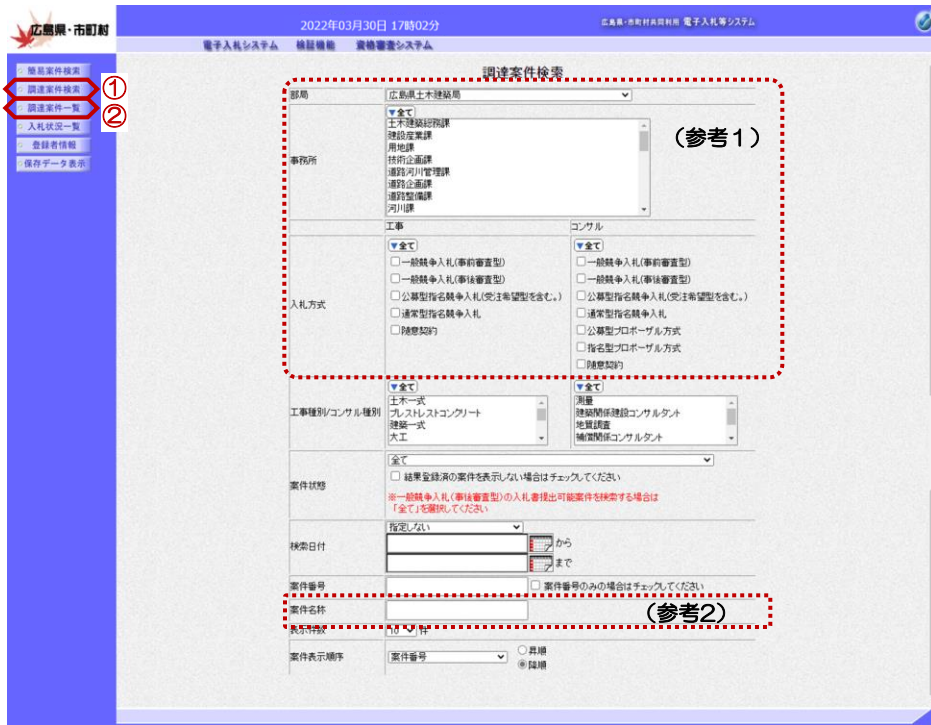 広島県・市町村
2022年03月30日 17時02分
広島県・市町村共同利用 電子入札等システム
電子入札システム 検証機能 資格審査システム
簡易案件検索
調達案件検索 ①
調達案件一覧 ②
入札状況一覧
登録者情報
保存データ表示
調達案件検索
部局 広島県土木建築局
事務所 ▼全て
土木建築総務課
建設産業課
用地課
技術企画課
道路河川管理課
道路企画課
道路整備課
河川課
(参考1)
工事 コンサル
入札方式
▼全て
一般競争入札(事前審査型)
一般競争入札(事後審査型)
公募型指名競争入札(受注希望型を含む。)
通常型指名競争入札
随意契約
▼全て
一般競争入札(事前審査型)
一般競争入札(事後審査型)
公募型指名競争入札(受注希望型を含む。)
通常型指名競争入札
公募型プロポーザル方式
指名型プロポーザル方式
随意契約
工事種別/コンサル種別
▼全て
土木一式
プレストレストコンクリート
建築一式
大工
▼全て
測量
建築関係建設コンサルタント
地質調査
補償関係コンサルタント
案件状態 全て
結果登録済の案件を表示しない場合はチェックしてください
※一般競争入札(事後審査型)の入札書提出可能案件を検索する場合は
「全て」を選択してください
検索日付 指定しない
から
まで
案件番号 案件番号のみの場合はチェックしてください
案件名称 (参考2)
表示件数 10 件
案件表示順序 案件番号 昇順
降順